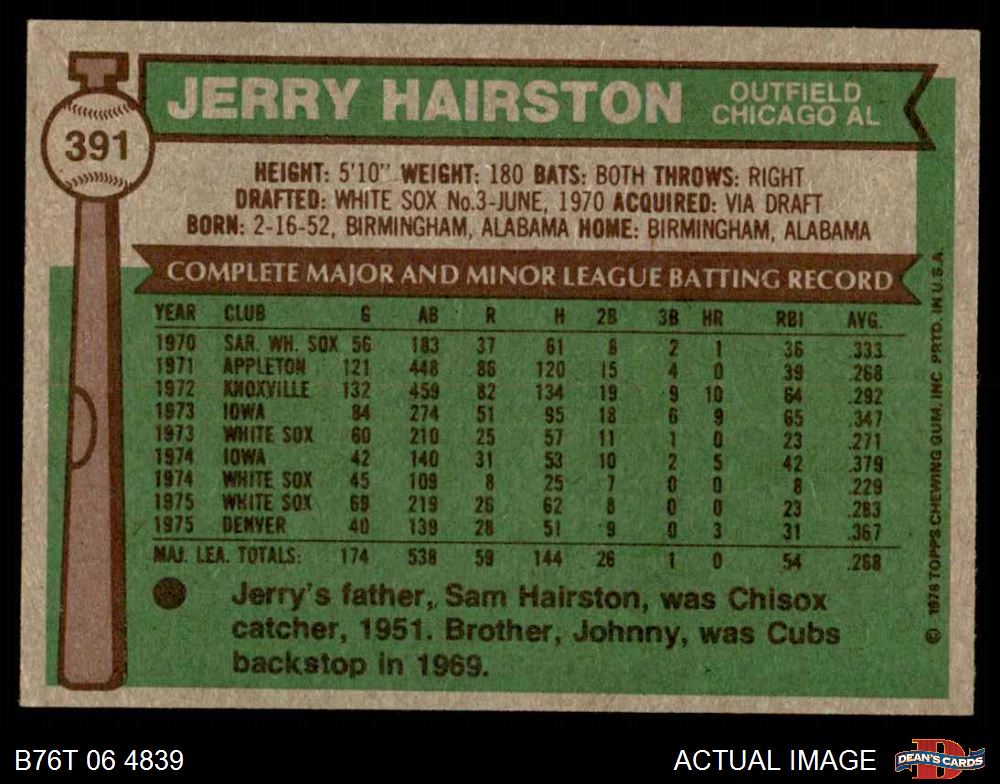 391
JERRY HAIRSTON
OUTFIELD
CHICAGO AL
HEIGHT: 5'10" WEIGHT: 180 BATS: BOTH THROWS: RIGHT
DRAFTED: WHITE SOX No.3-JUNE, 1970 ACQUIRED: VIA DRAFT
BORN: 2-16-52, BIRMINGHAM, ALABAMA HOME: BIRMINGHAM, ALABAMA
COMPLETE MAJOR AND MINOR LEAGUE BATTING RECORD
YEAR CLUB G AB R H 2B 3B HR RBI AVG.
1970 SAR. WH. SOX 56 183 37 61 8 2 1 36 .333
1971 APPLETON 121 448 86 120 15 4 0 39 .268
1972 KNOXVILLE 132 459 82 134 19 9 10 64 .292
1973 IOWA 84 274 51 95 18 6 9 65 .347
1973 WHITE SOX 60 210 25 57 11 1 0 23 .271
1974 IOWA 42 140 31 53 10 2 5 42 .379
1974 WHITE SOX 45 109 8 25 7 0 0 8 .229
1975 WHITE SOX 69 219 26 62 8 0 0 23 .283
1975 DENVER 40 139 28 51 9 0 3 31 .367
MAJ. LEA. TOTALS: 174 538 59 144 26 1 0 54 .268
Jerry's father, Sam Hairston, was Chisox
catcher, 1951. Brother, Johnny, was Cubs
backstop in 1969.
© 1976 TOPPS CHEWING GUM, INC PRTD. IN U.S.A.
B76T 06 4839
ACTUAL IMAGE
DEAN'S CARDS